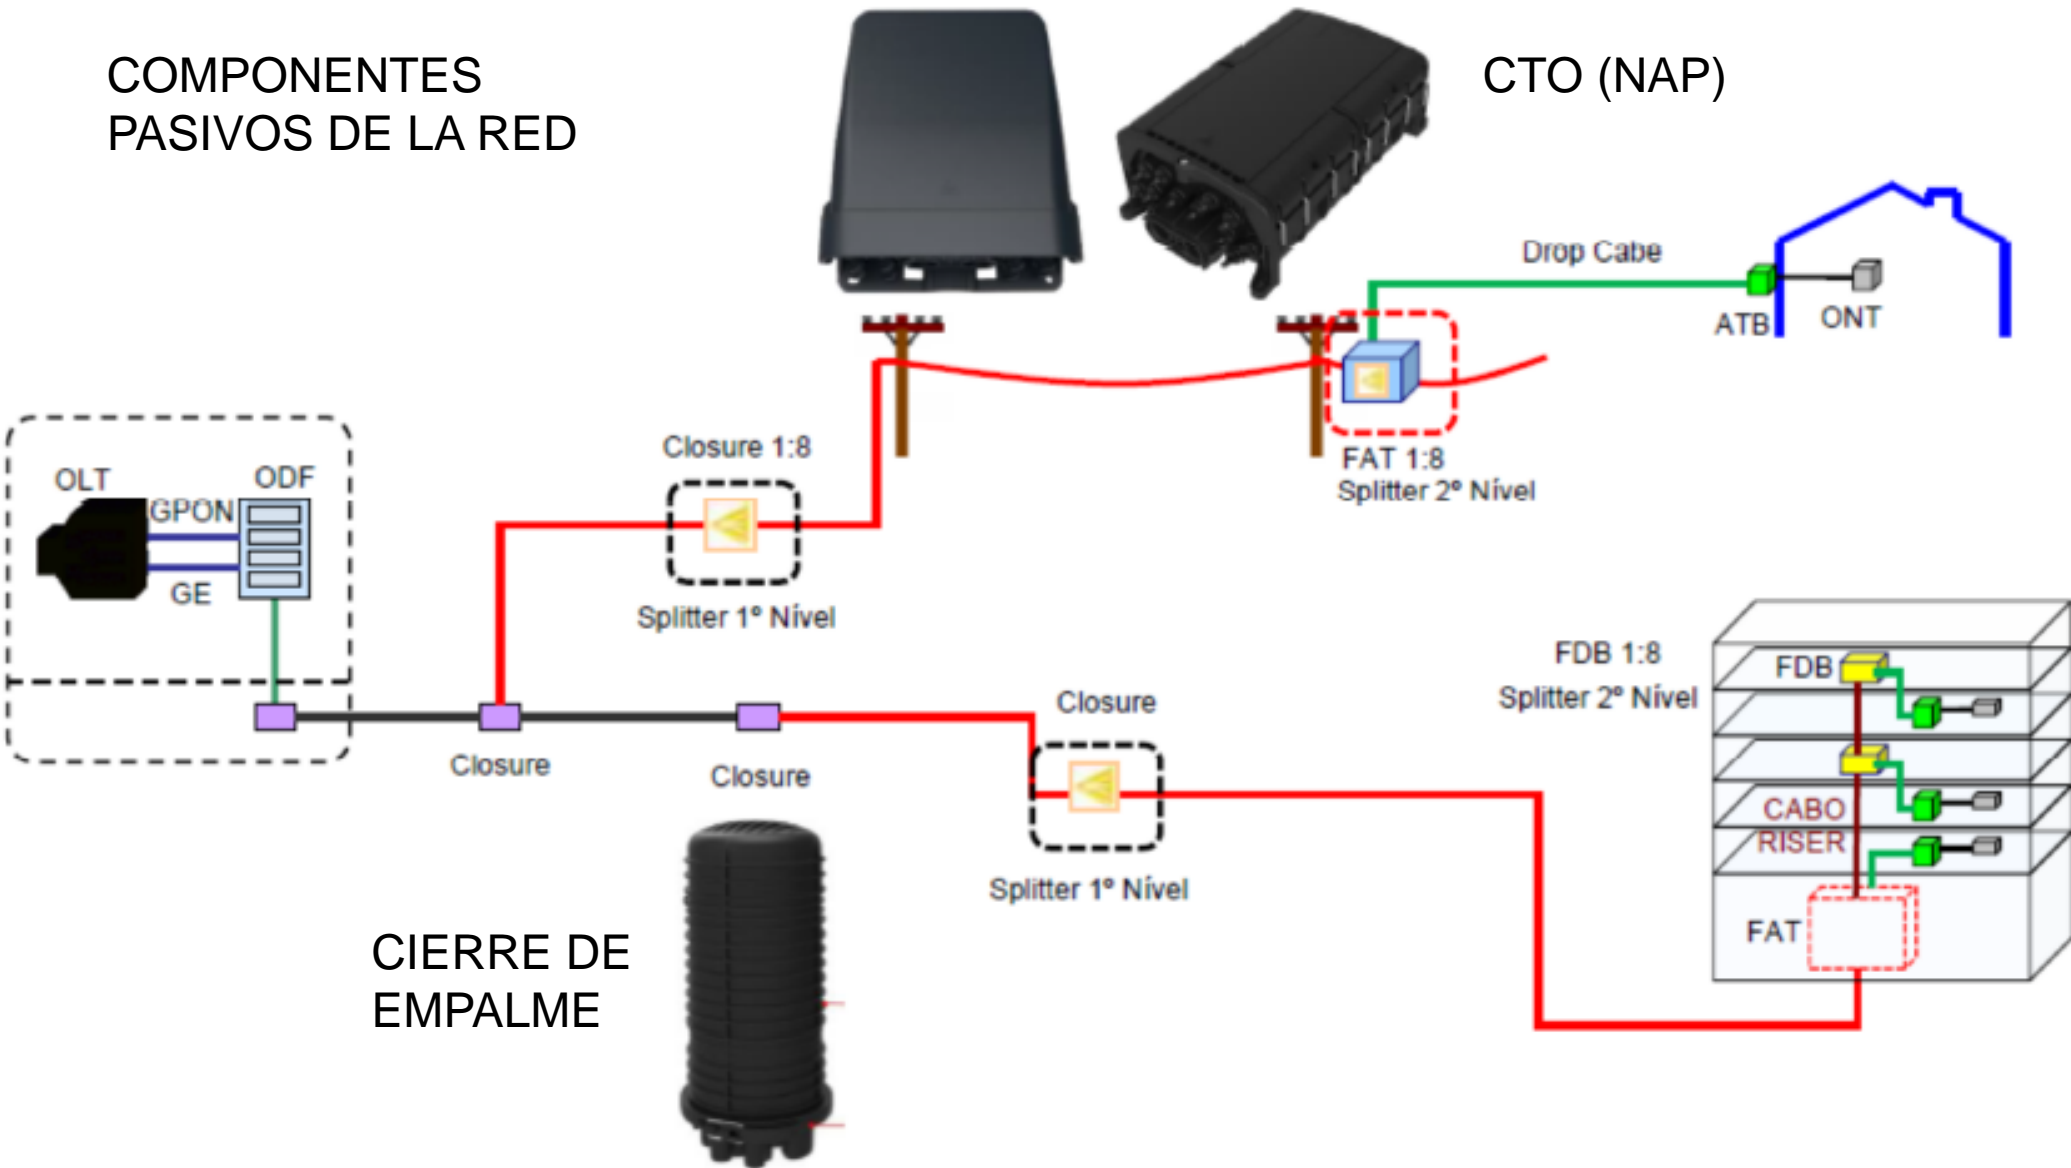 COMPONENTES
PASIVOS DE LA RED
CTO (NAP)
Drop Cabe
ATB
ONT
Closure 1:8
FAT 1:8
Splitter 2º Nível
OLT
ODF
GPON
GE
Splitter 1º Nível
FDB 1:8
Splitter 2º Nível
FDB
Closure
Closure
Closure
CABO
RISER
Splitter 1º Nível
FAT
CIERRE DE
EMPALME